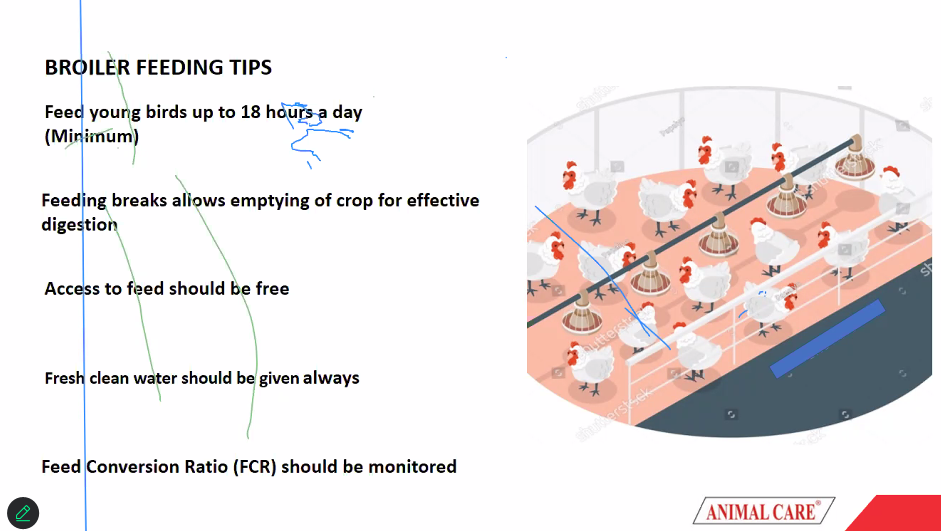 BROILER FEEDING TIPS
Feed young birds up to 18 hours a day
(Minimum)
Feeding breaks allows emptying of crop for effective
digestion
Access to feed should be free
Fresh clean water should be given always
Feed Conversion Ratio (FCR) should be monitored
shutterstock
shutterstock
ANIMAL CARE®